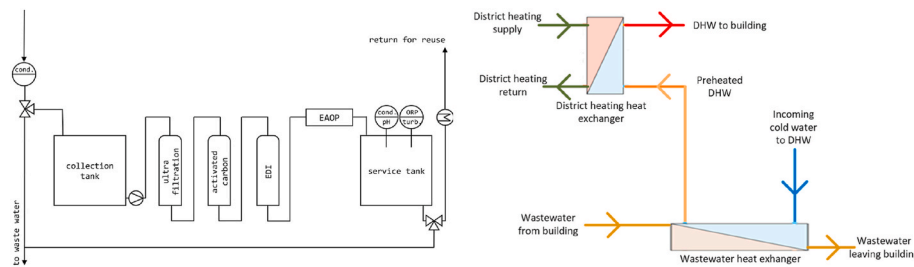 return for reuse
cond.
EAOP
cond.
pH
ORP
turb.
collection
tank
ultra
filtration
activated
carbon
EDI
service tank
M
to waste water
District heating
supply
DHW to building
District heating
return
Preheated
DHW
District heating heat
exchanger
Incoming
cold water
to DHW
Wastewater
from building
Wastewater heat exhanger
Wastewater
leaving buildin